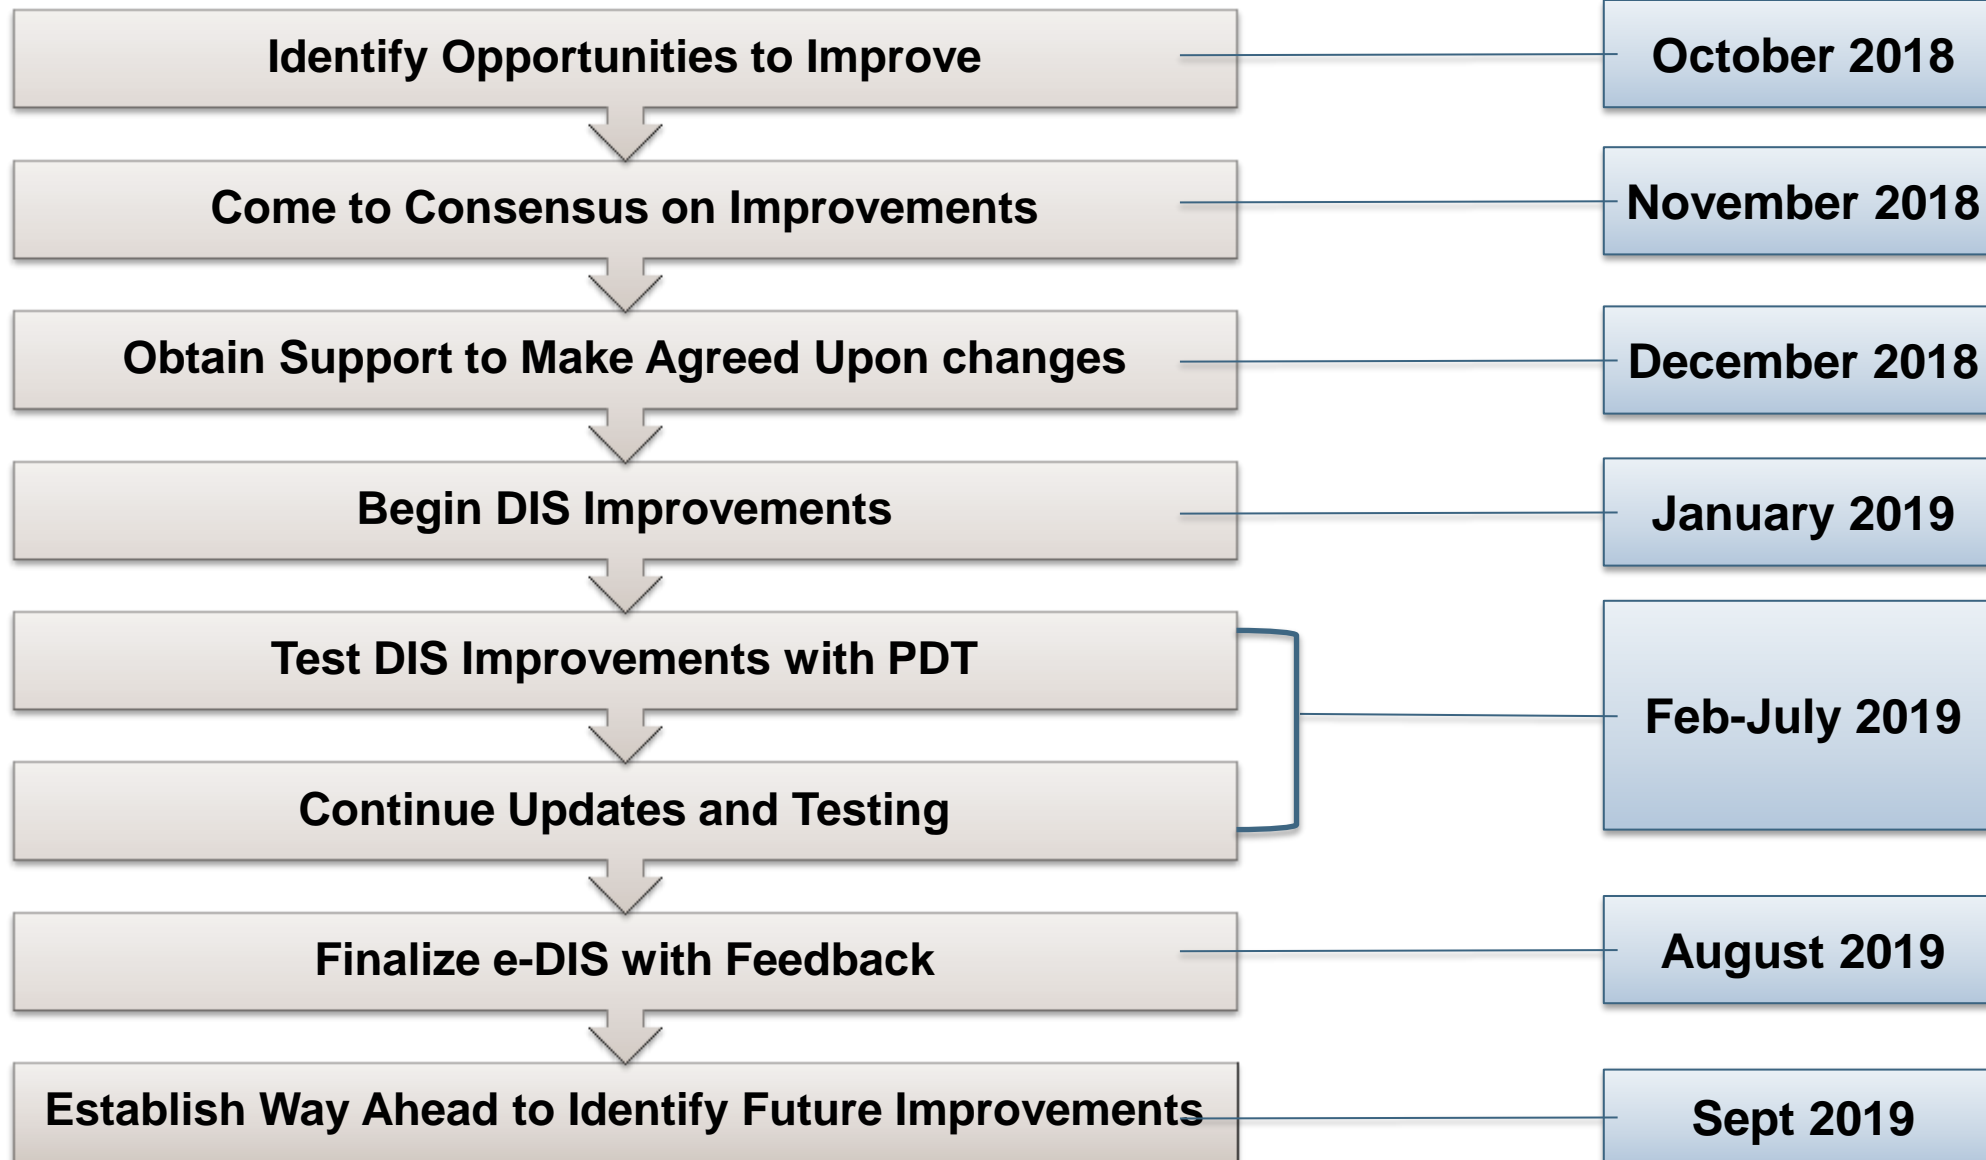 Identify Opportunities to Improve
October 2018
Come to Consensus on Improvements
November 2018
Obtain Support to Make Agreed Upon changes
December 2018
Begin DIS Improvements
January 2019
Test DIS Improvements with PDT
Continue Updates and Testing
Feb-July 2019
Finalize e-DIS with Feedback
August 2019
Establish Way Ahead to Identify Future Improvements
Sept 2019